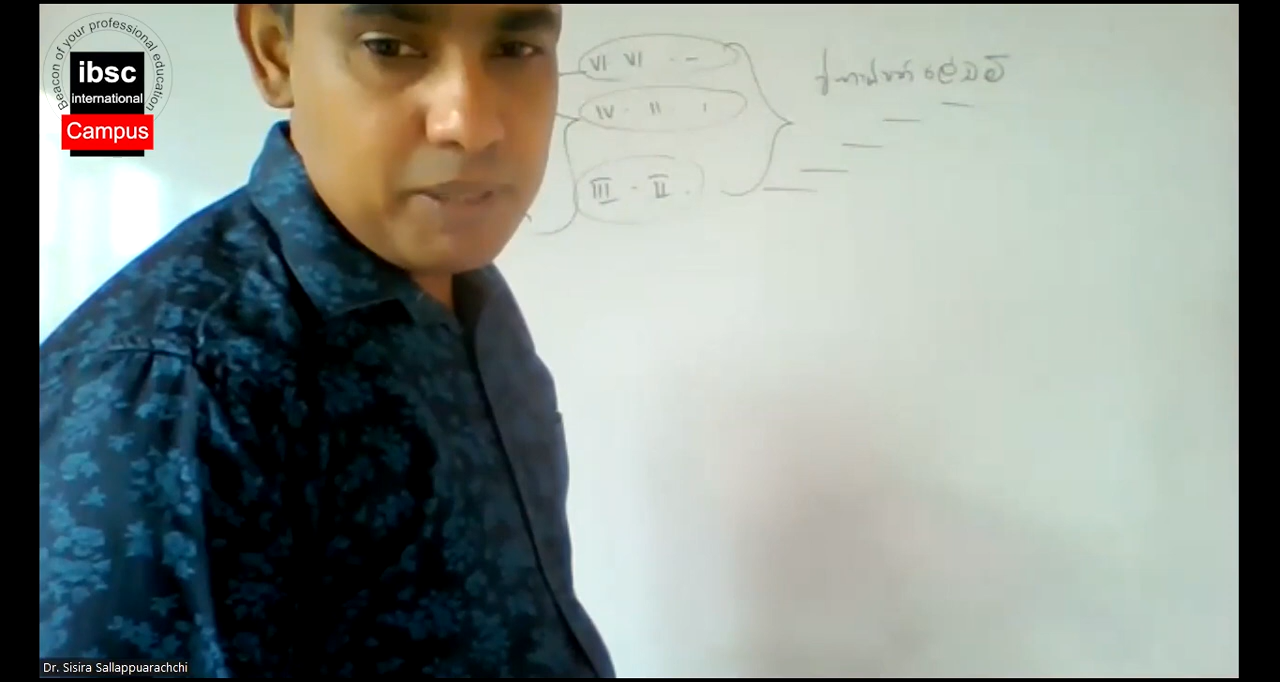 Beacon of your professional education
ibsc
international
Campus
VI VI . –
IV . II . I
III . II .
Dr. Sisira Sallappuarachchi